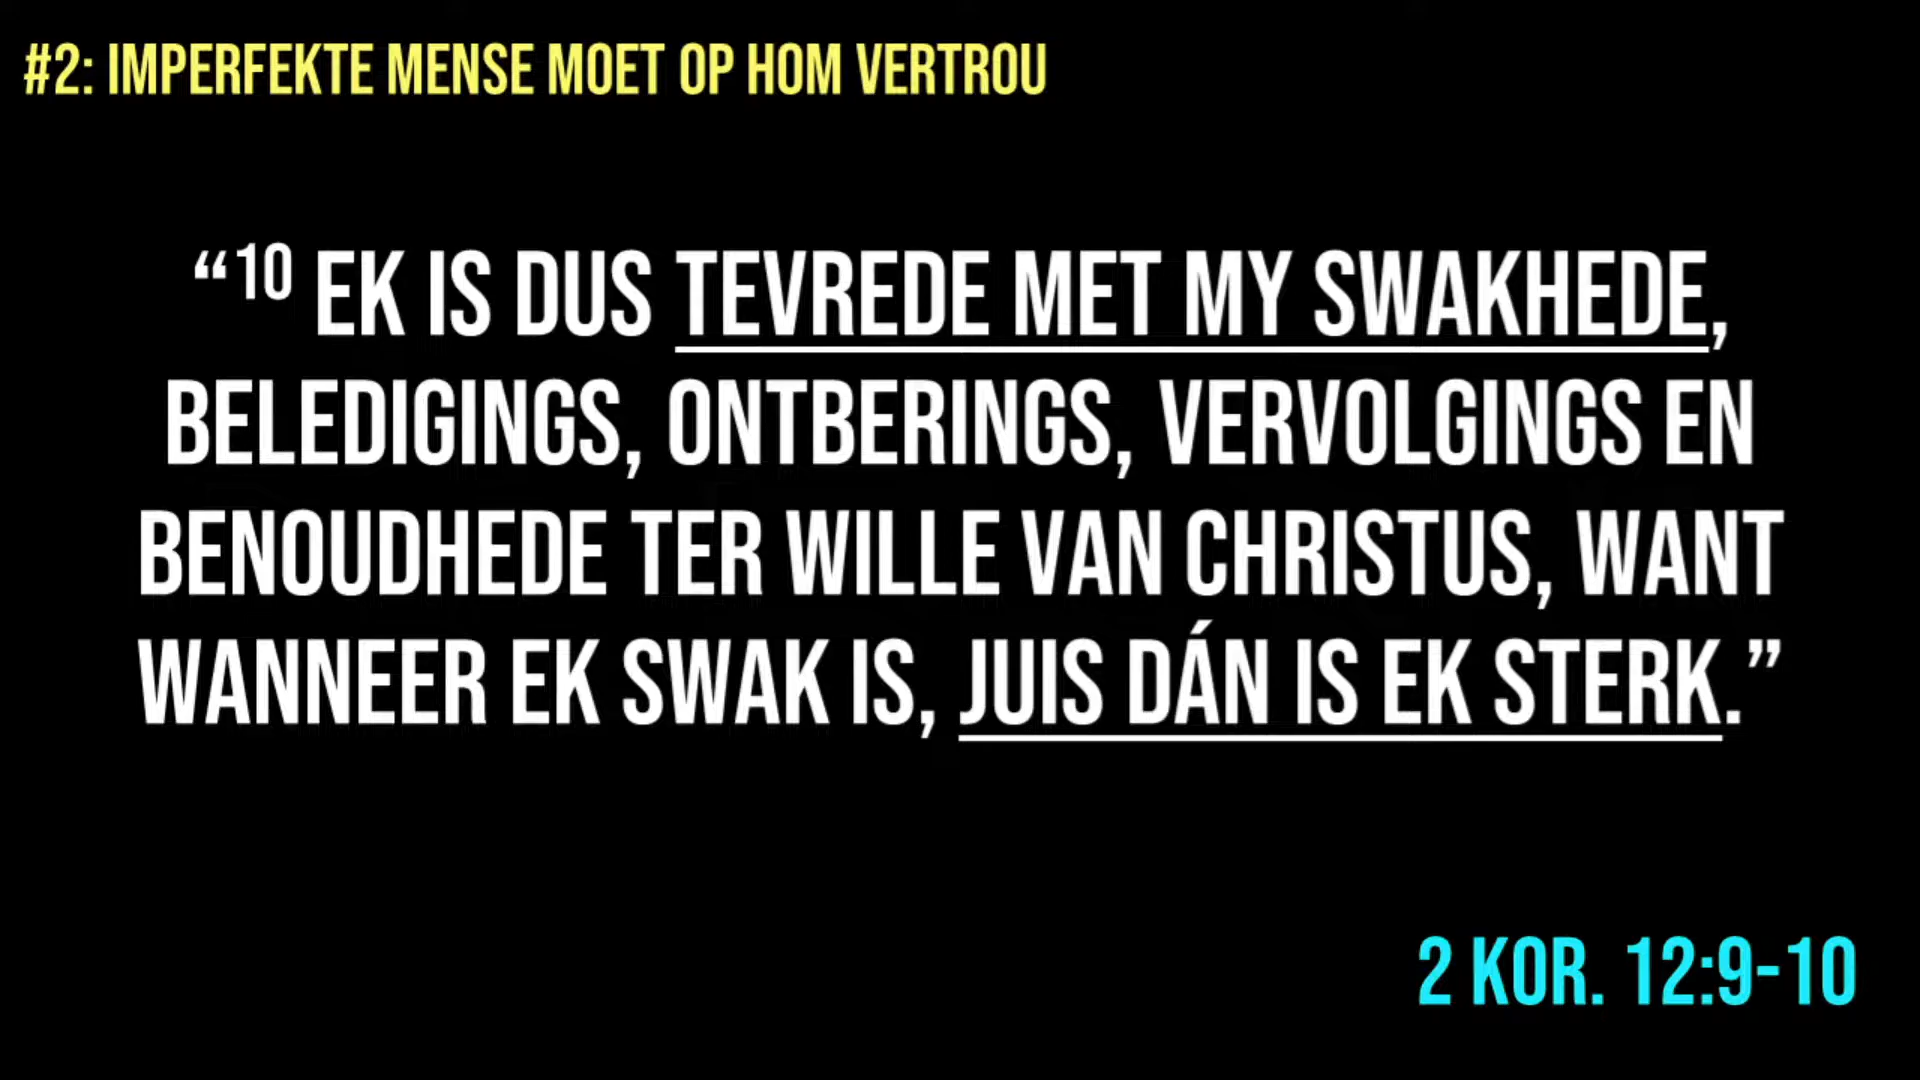 #2: IMPERFEKTE MENSE MOET OP HOM VERTROU
“10 EK IS DUS TEVREDE MET MY SWAKHEDE,
BELEDIGINGS, ONTBERINGS, VERVOLGINGS EN
BENOUDHEDE TER WILLE VAN CHRISTUS, WANT
WANNEER EK SWAK IS, JUIS DÁN IS EK STERK.”
2 KOR. 12:9-10